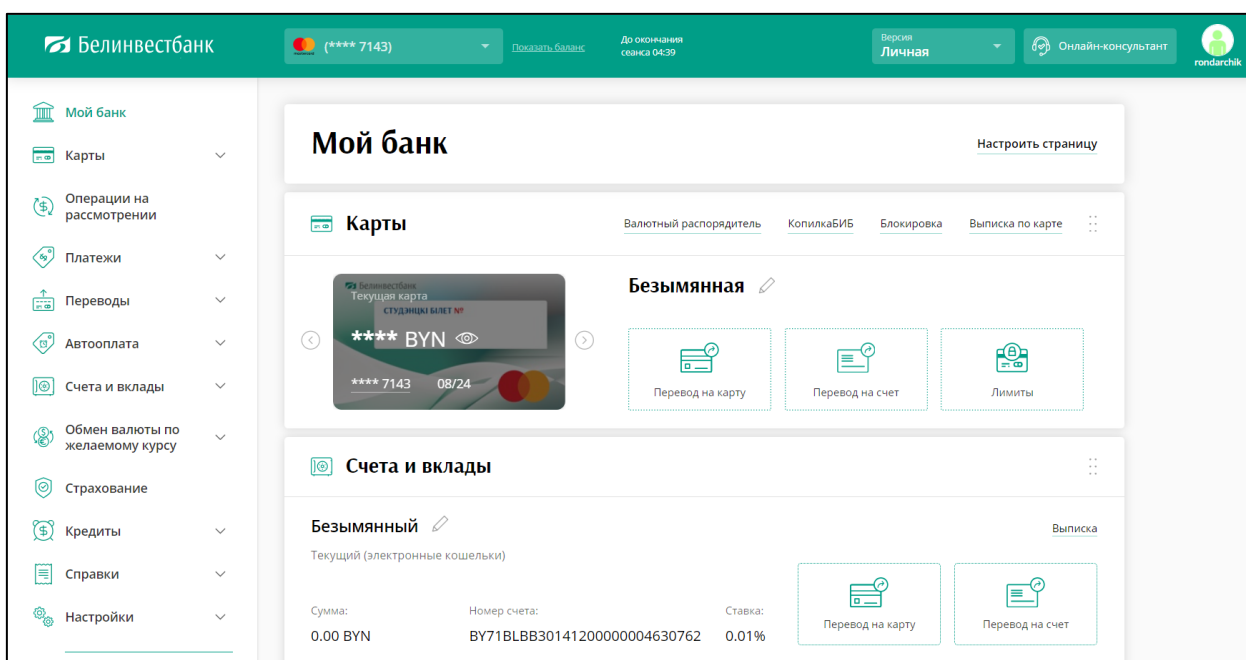 Белинвестбанк
(**** 7143)
Показать баланс
До окончания
сеанса 04:39
Версия
Личная
Онлайн-консультант
rondarchik
Мой банк
Карты
Операции на
рассмотрении
Платежи
Переводы
Автооплата
Счета и вклады
Обмен валюты по
желаемому курсу
Страхование
Кредиты
Справки
Настройки
Мой банк
Настроить страницу
Карты
Валютный распорядитель
КопилкаБИБ
Блокировка
Выписка по карте
Белинвестбанк
Текущая карта
СТУДЭНЦКІ БІЛЕТ №
**** BYN
**** 7143 08/24
Безымянная
Перевод на карту
Перевод на счет
Лимиты
Счета и вклады
Безымянный
Выписка
Текущий (электронные кошельки)
Сумма: Номер счета: Ставка:
0.00 BYN BY71BLBB30141200000004630762 0.01%
Перевод на карту
Перевод на счет